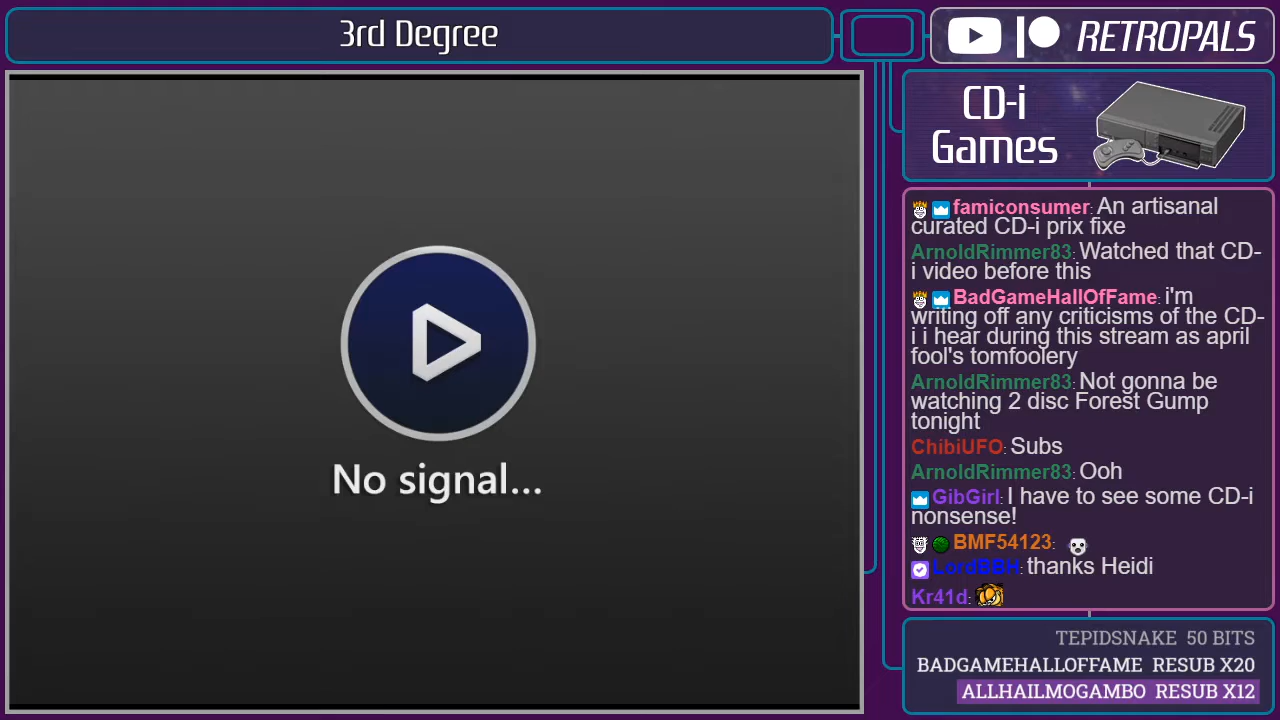 3rd Degree
RETROPALS
CD-i
Games
No signal...
famiconsumer: An artisanal
curated CD-i prix fixe
ArnoldRimmer83: Watched that CD-
i video before this
BadGameHallOfFame: i'm
writing off any criticisms of the CD-
i i hear during this stream as april
fool's tomfoolery
ArnoldRimmer83: Not gonna be
watching 2 disc Forest Gump
tonight
ChibiUFO: Subs
ArnoldRimmer83: Ooh
GibGirl: I have to see some CD-i
nonsense!
BMF54123:
LordBBH: thanks Heidi
Kr41d:
TEPIDSNAKE 50 BITS
BADGAMEHALLOFFAME RESUB X20
ALLHAILMOGAMBO RESUB X12